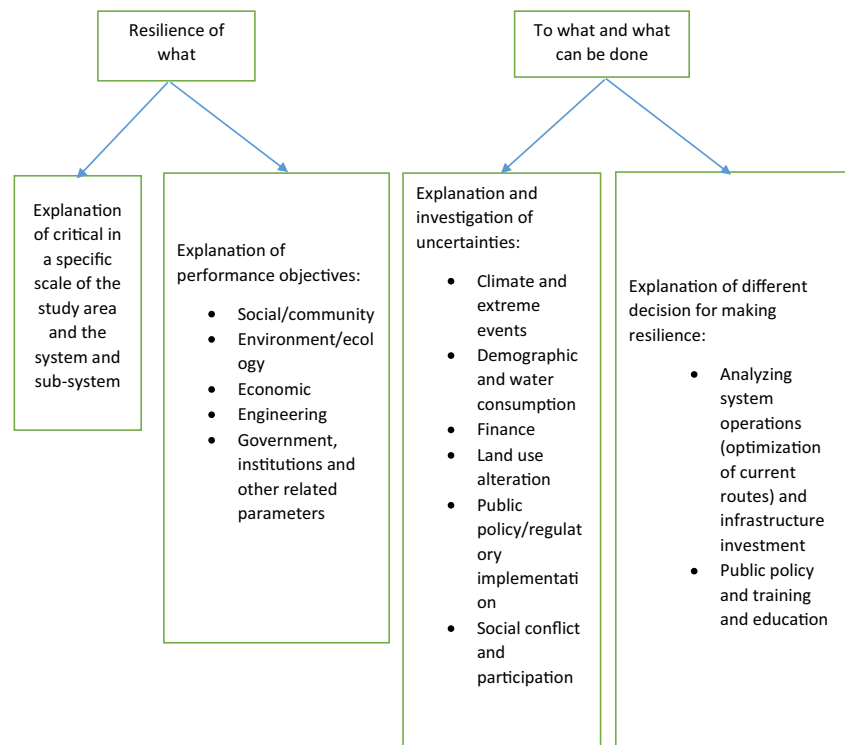 Resilience of
what
To what and what
can be done
Explanation
of critical in
a specific
scale of the
study area
and the
system and
sub-system
Explanation of
performance objectives:
• Social/community
• Environment/ecol
ogy
• Economic
• Engineering
• Government,
institutions and
other related
parameters
Explanation and
investigation of
uncertainties:
• Climate and
extreme
events
• Demographic
and water
consumption
• Finance
• Land use
alteration
• Public
policy/regulat
ory
implementati
on
• Social conflict
and
participation
Explanation of different
decision for making
resilience:
• Analyzing
system
operations
(optimization
of current
routes) and
infrastructure
investment
• Public policy
and training
and education